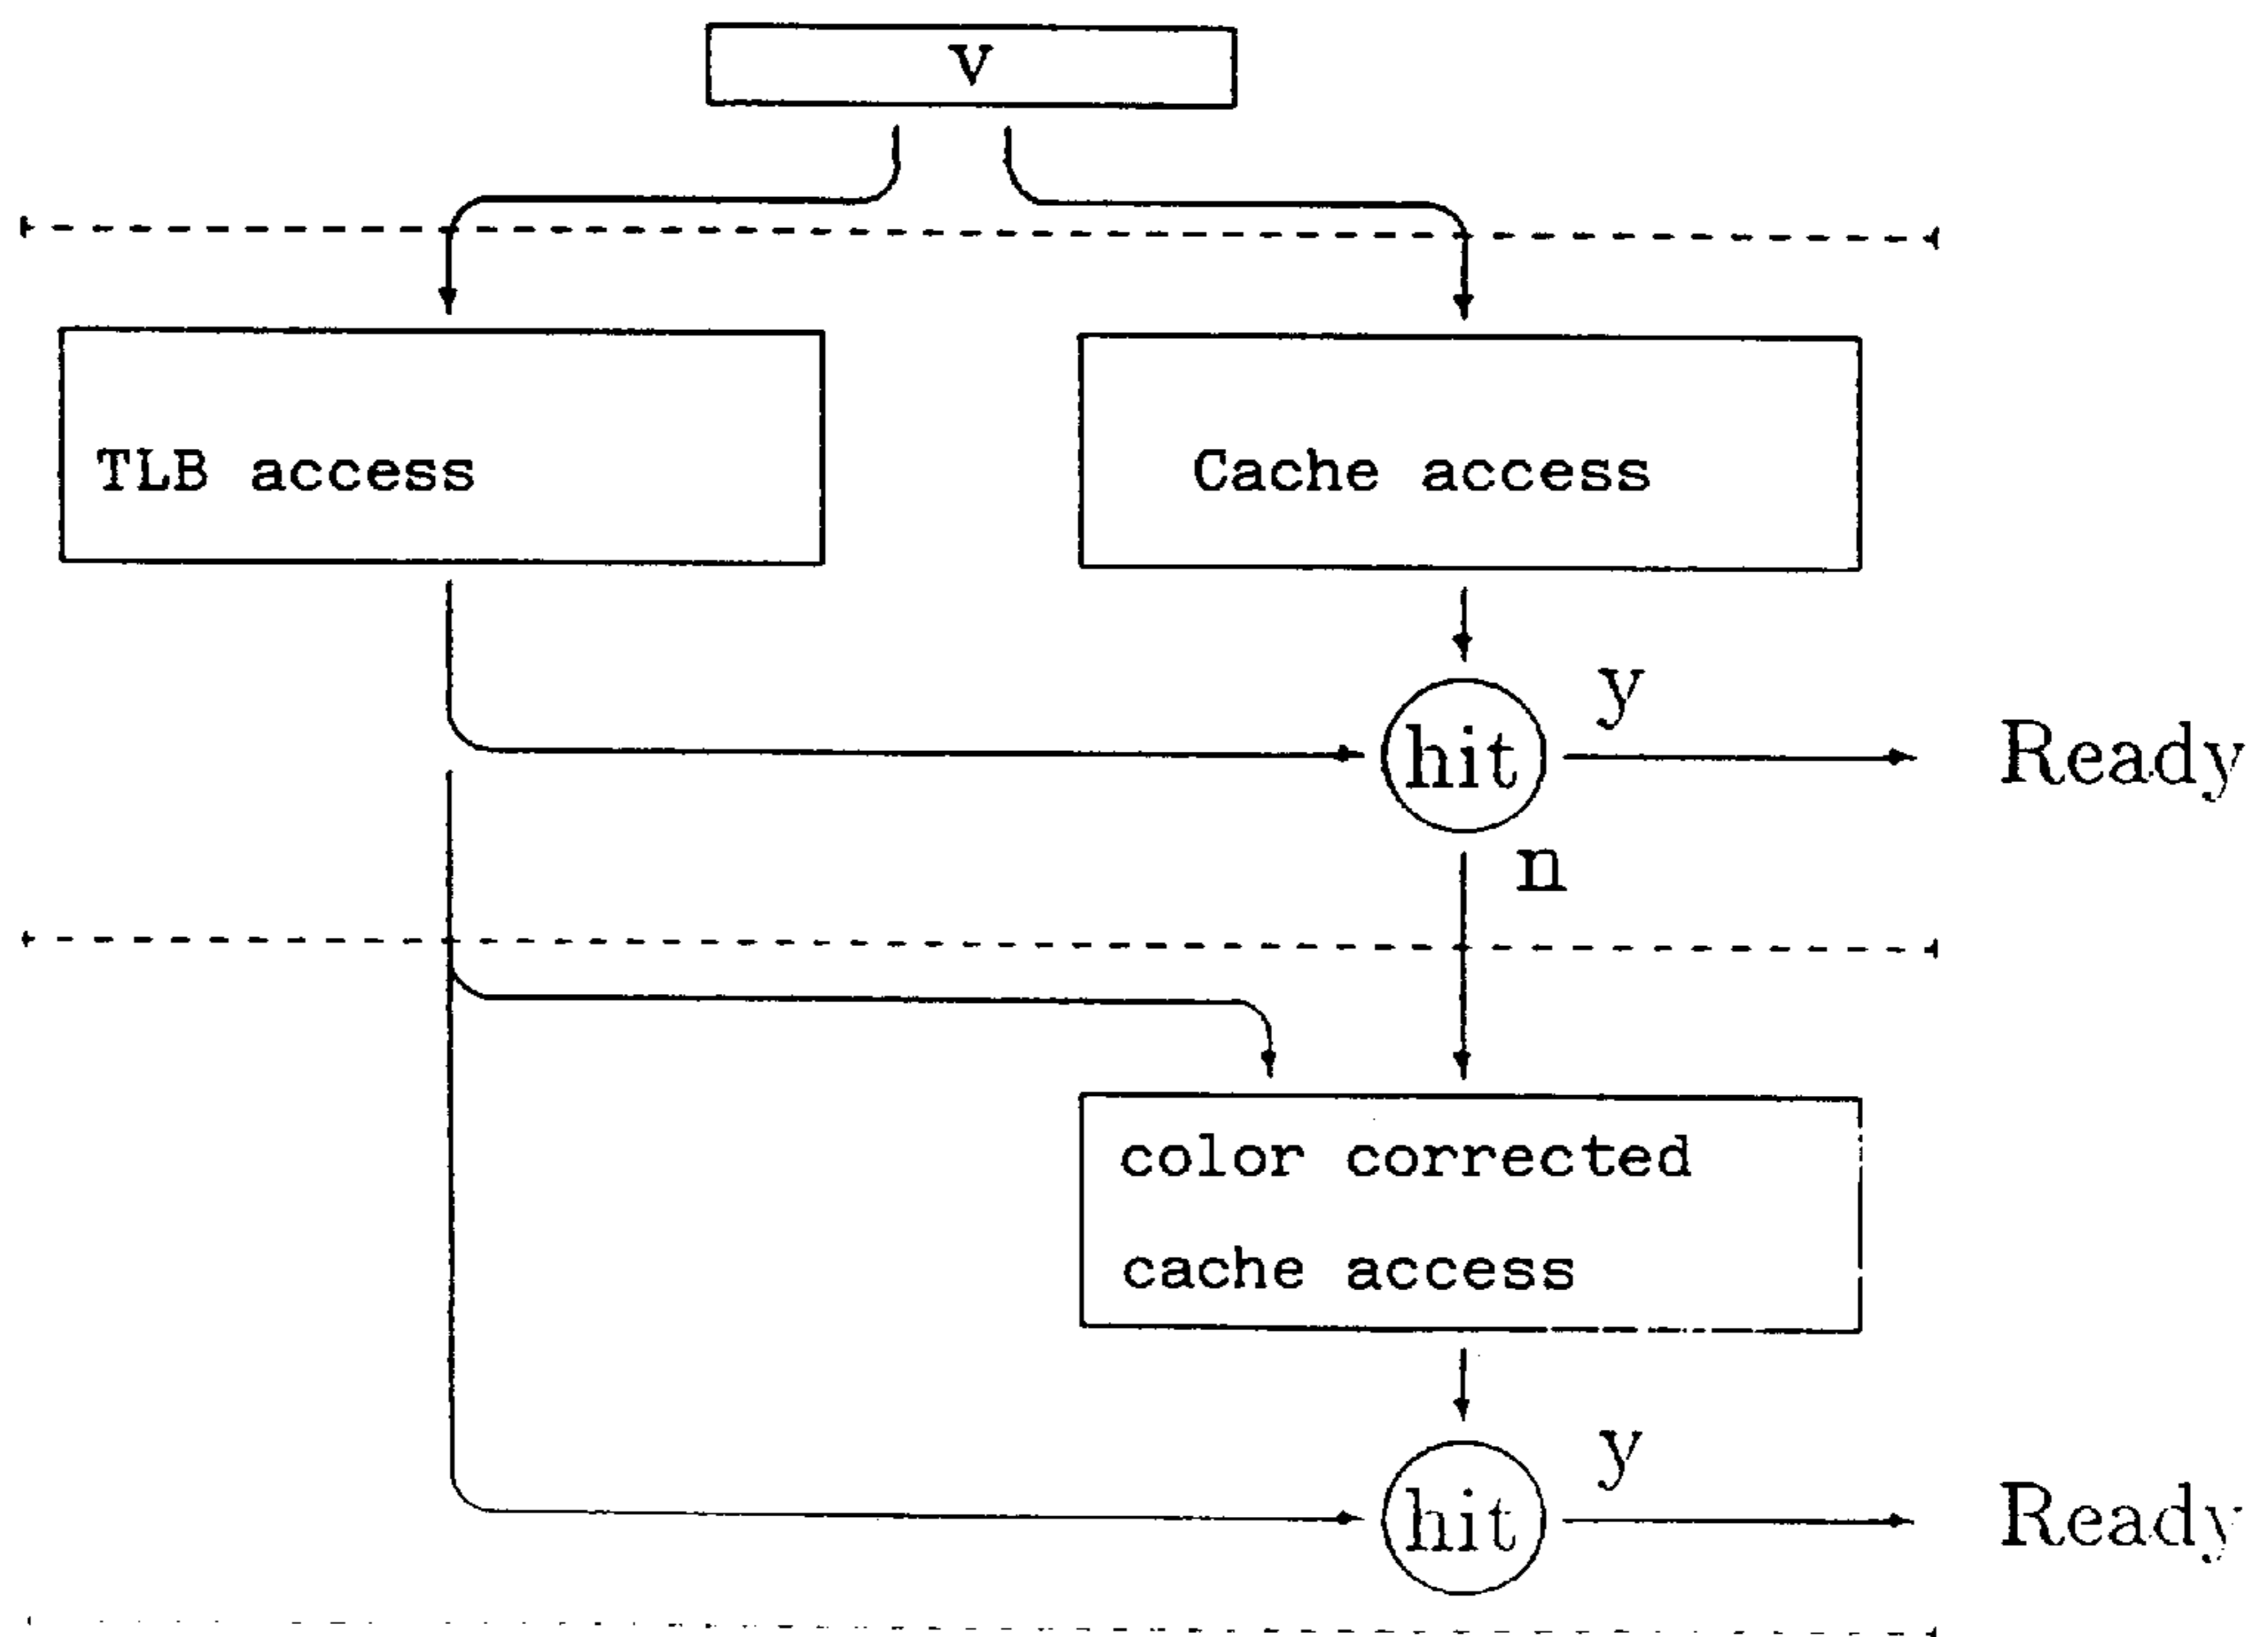 v
TLB access
Cache access
y
hit
Ready
n
color corrected
cache access
y
hit
Ready